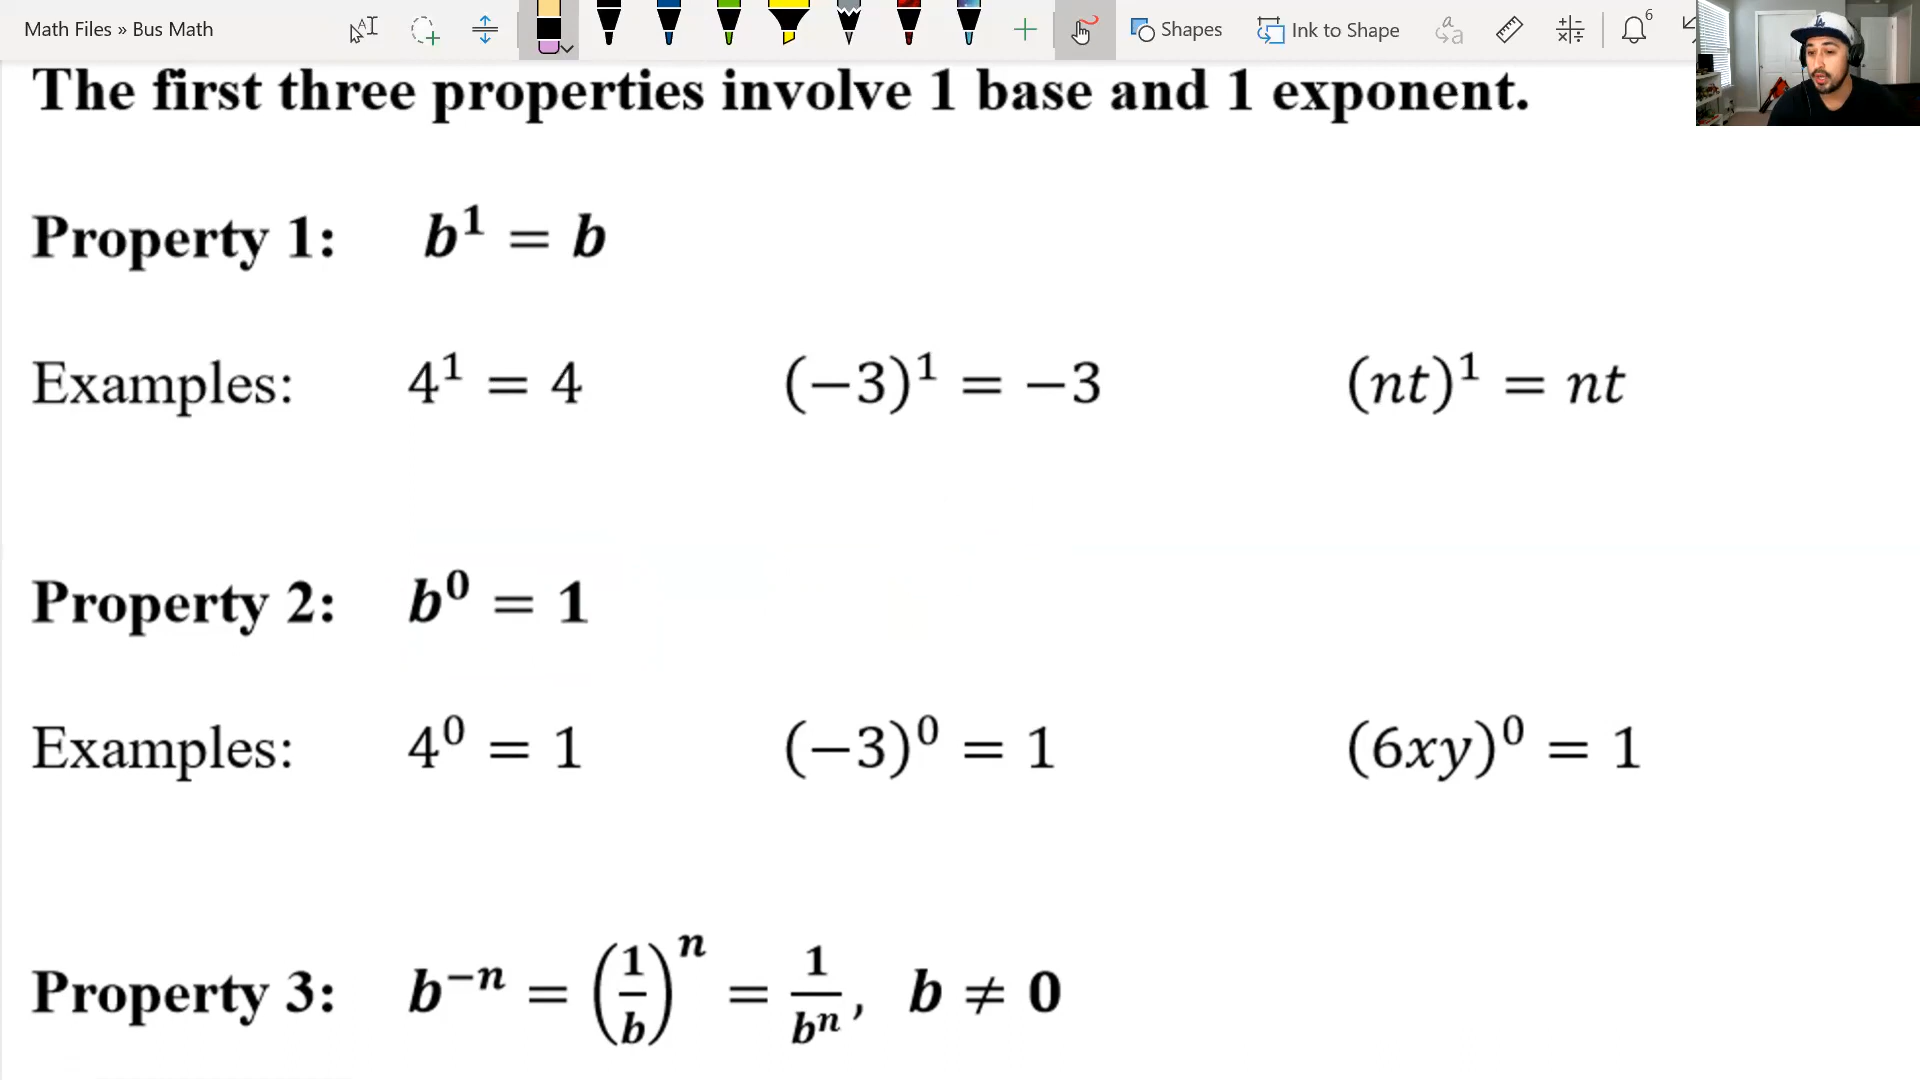 Math Files » Bus Math Shapes Ink to Shape 6
The first three properties involve 1 base and 1 exponent.
Property 1: b¹ = b
Examples: 4¹ = 4 (−3)¹ = −3 (nt)¹ = nt
Property 2: b⁰ = 1
Examples: 4⁰ = 1 (−3)⁰ = 1 (6xy)⁰ = 1
Property 3: b⁻ⁿ = (1/b)ⁿ = 1/bⁿ, b ≠ 0